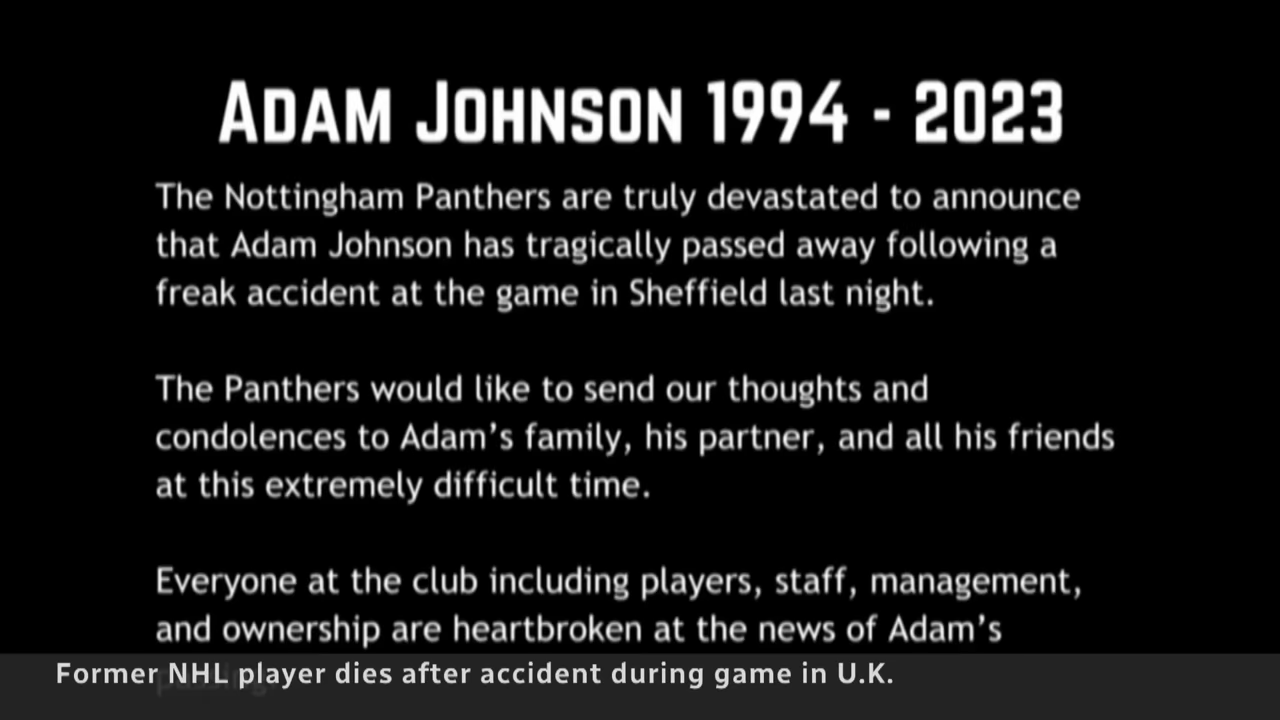 ADAM JOHNSON 1994 - 2023
The Nottingham Panthers are truly devastated to announce
that Adam Johnson has tragically passed away following a
freak accident at the game in Sheffield last night.
The Panthers would like to send our thoughts and
condolences to Adam's family, his partner, and all his friends
at this extremely difficult time.
Everyone at the club including players, staff, management,
and ownership are heartbroken at the news of Adam's
Former NHL player dies after accident during game in U.K.